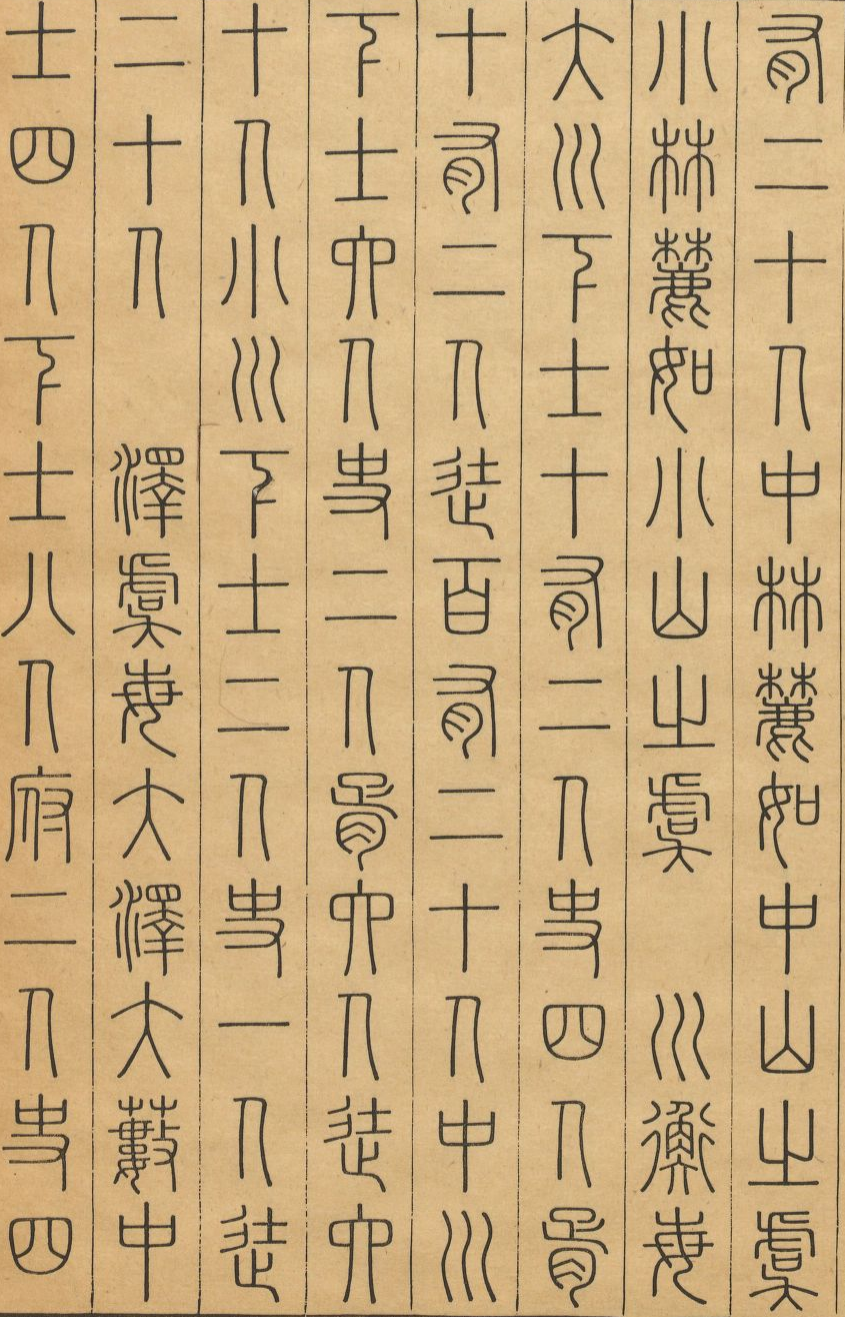 有二十人中林麓如中山之虞
小林麓如小山之虞　川衡每
大川下士十有二人史四人胥
十有二人徒百有二十人中川
下士六人史二人胥六人徒六
十人小川下士二人史一人徒
二十人　澤虞每大澤大藪中
士四人下士八人府二人史四